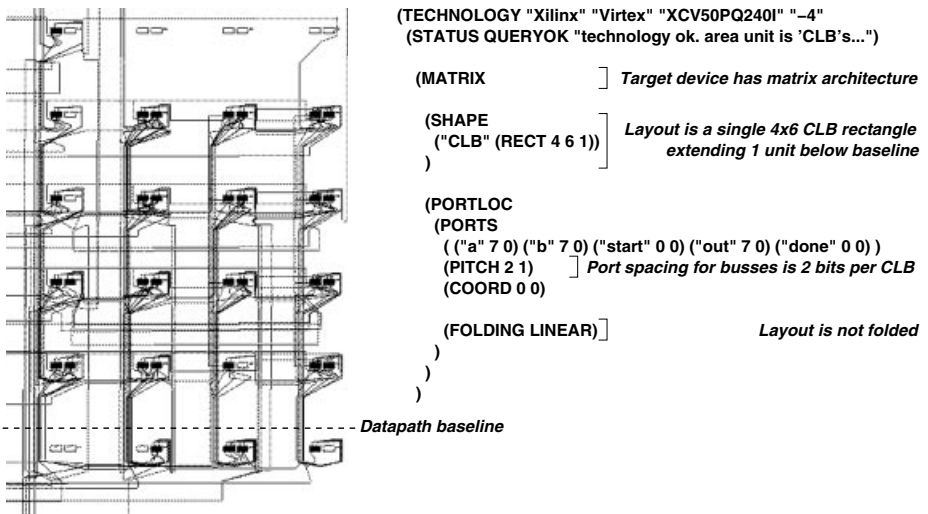 (TECHNOLOGY "Xilinx" "Virtex" "XCV50PQ240I" "−4"
(STATUS QUERYOK "technology ok. area unit is 'CLB's...")
(MATRIX Target device has matrix architecture
(SHAPE
("CLB" (RECT 4 6 1))
)
Layout is a single 4x6 CLB rectangle
extending 1 unit below baseline
(PORTLOC
(PORTS
( ("a" 7 0) ("b" 7 0) ("start" 0 0) ("out" 7 0) ("done" 0 0) )
(PITCH 2 1) Port spacing for busses is 2 bits per CLB
(COORD 0 0)
(FOLDING LINEAR) Layout is not folded
)
)
)
Datapath baseline